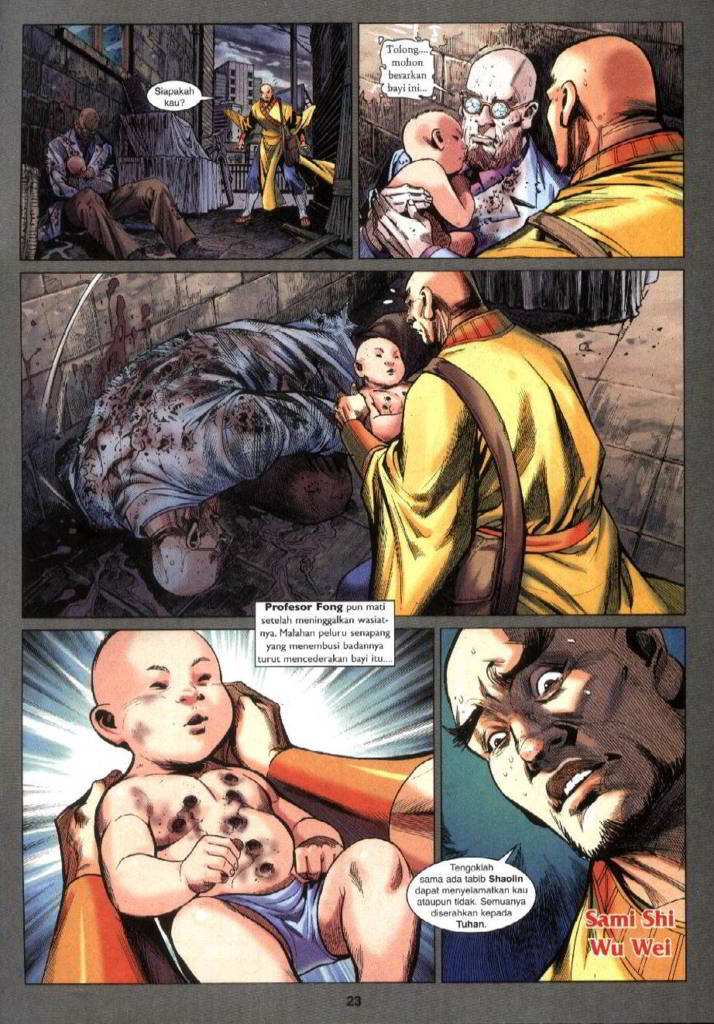 Siapakah
kau?
Tolong....
mohon
besarkan
bayi ini...
Profesor Fong pun mati
setelah meninggalkan wasiat-
nya. Malahan peluru senapang
yang menembusi badannya
turut mencederakan bayi itu....
Tengoklah
sama ada tabib Shaolin
dapat menyelamatkan kau
ataupun tidak. Semuanya
diserahkan kepada
Tuhan.
Sami Shi
Wu Wei
23